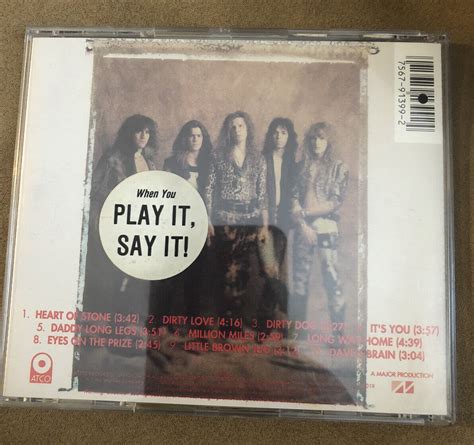 7567-91399-2
When You
PLAY IT,
SAY IT!
1. HEART OF STONE (3:42) 2. DIRTY LOVE (4:16) 3. DIRTY DOG :27) IT'S YOU (3:57)
5. DADDY LONG LEGS (3:51) 6. MILLION MILES 7. LONG WAY HOME (4:39)
8. EYES ON THE PRIZE (2:45) LITTLE BROWN BRAIN (3:04)
ATCO
A MAJOR PRODUCTION